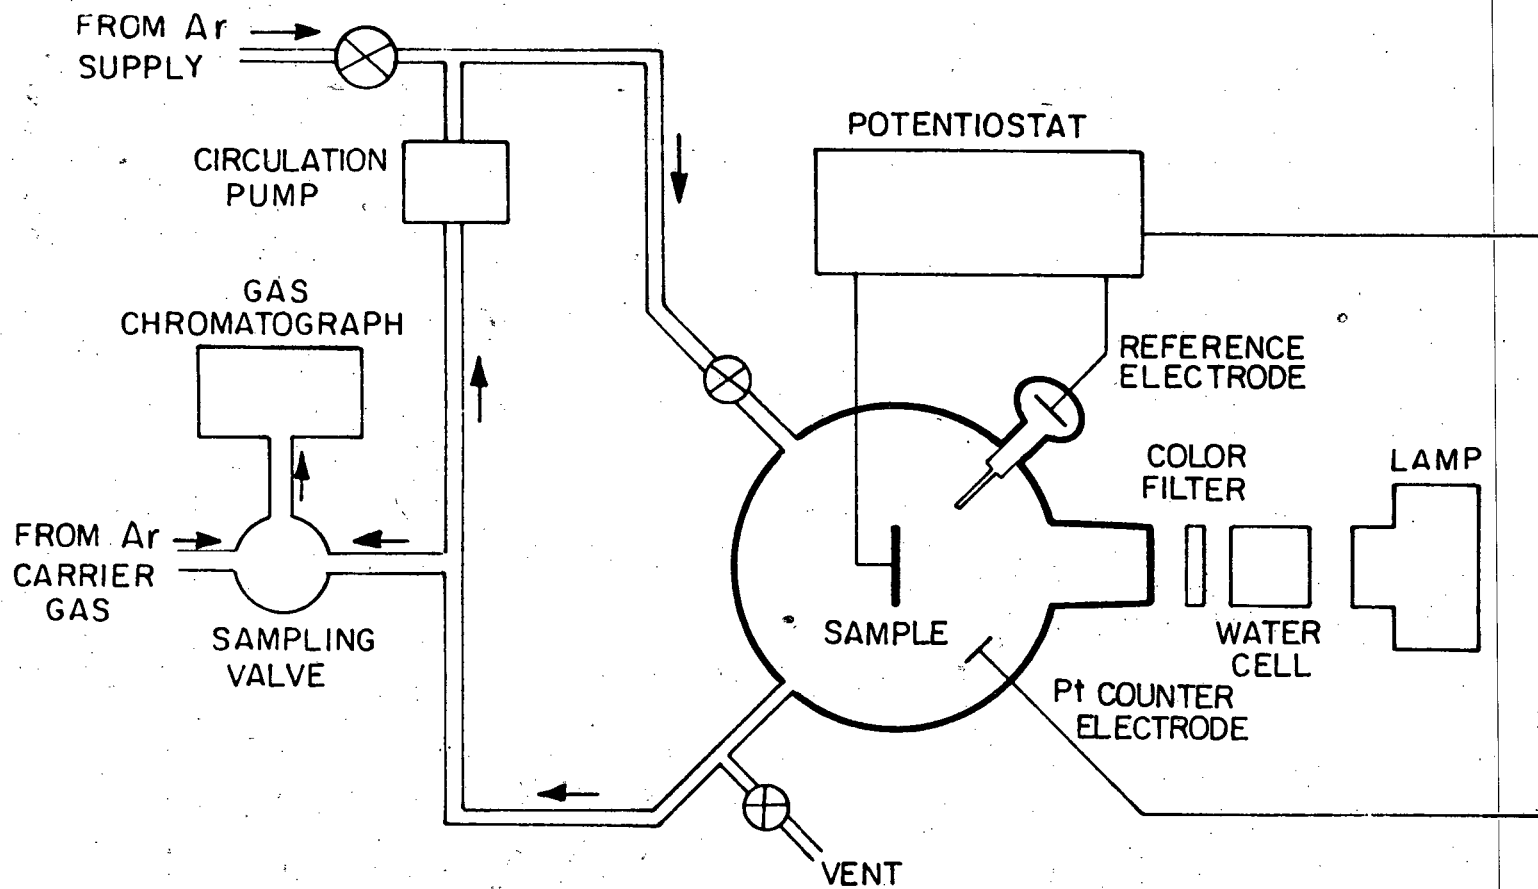 FROM Ar
SUPPLY
CIRCULATION
PUMP
POTENTIOSTAT
GAS
CHROMATOGRAPH
REFERENCE
ELECTRODE
COLOR
FILTER
LAMP
FROM Ar
CARRIER
GAS
SAMPLING
VALVE
SAMPLE
WATER
CELL
Pt COUNTER
ELECTRODE
VENT